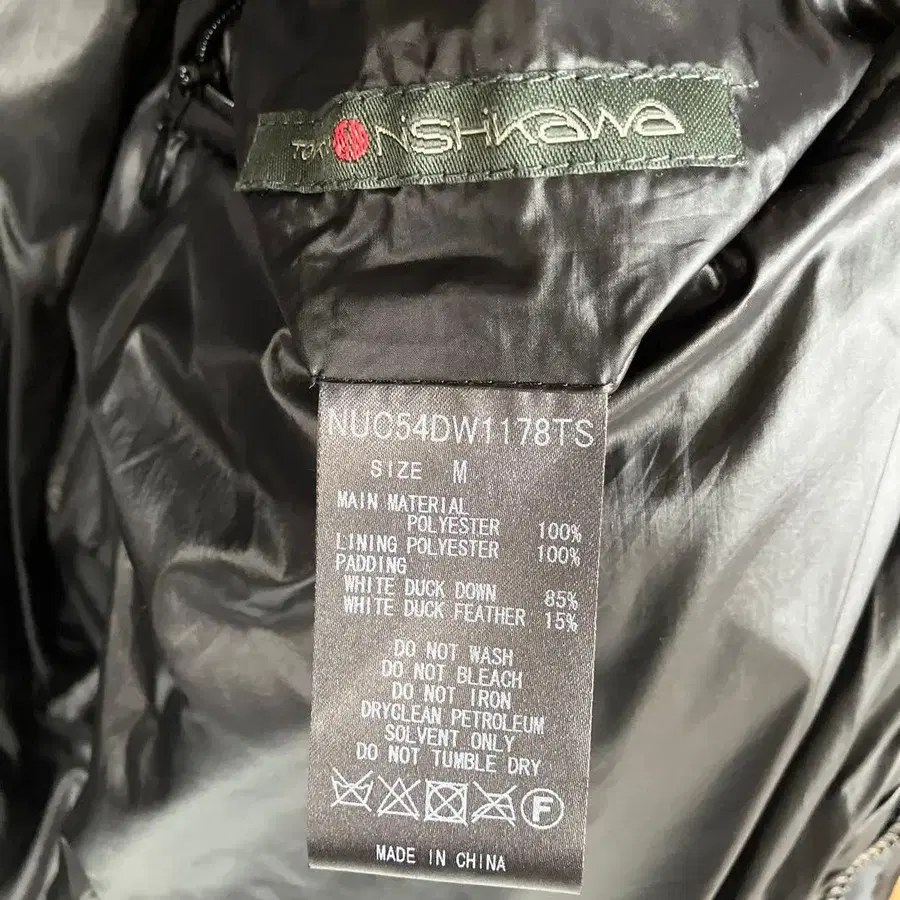 TOKYO NiSHiKawa
NUC54DW1178TS
SIZE M
MAIN MATERIAL
POLYESTER 100%
LINING POLYESTER 100%
PADDING
WHITE DUCK DOWN 85%
WHITE DUCK FEATHER 15%
DO NOT WASH
DO NOT BLEACH
DO NOT IRON
DRYCLEAN PETROLEUM
SOLVENT ONLY
DO NOT TUMBLE DRY
F
MADE IN CHINA